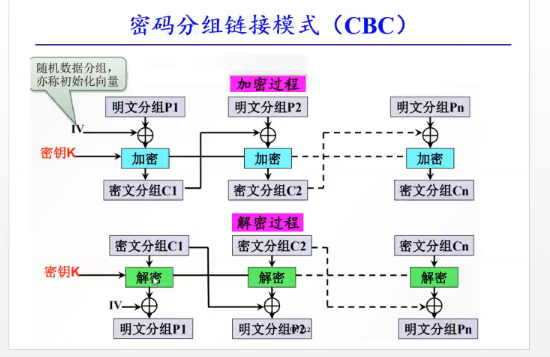 密码分组链接模式（CBC）
随机数据分组，
亦称初始化向量
加密过程
明文分组P1
明文分组P2
明文分组Pn
IV
密钥K
加密
加密
加密
密文分组C1
密文分组C2
密文分组Cn
解密过程
密文分组C1
密文分组C2
密文分组Cn
密钥K
解密
解密
解密
IV
明文分组P1
明文分组P2
明文分组Pn